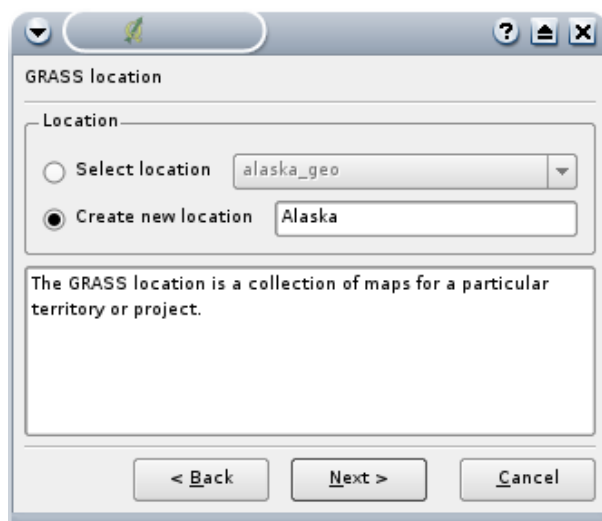 GRASS location
Location
Select location alaska_geo
Create new location Alaska
The GRASS location is a collection of maps for a particular
territory or project.
< Back Next > Cancel